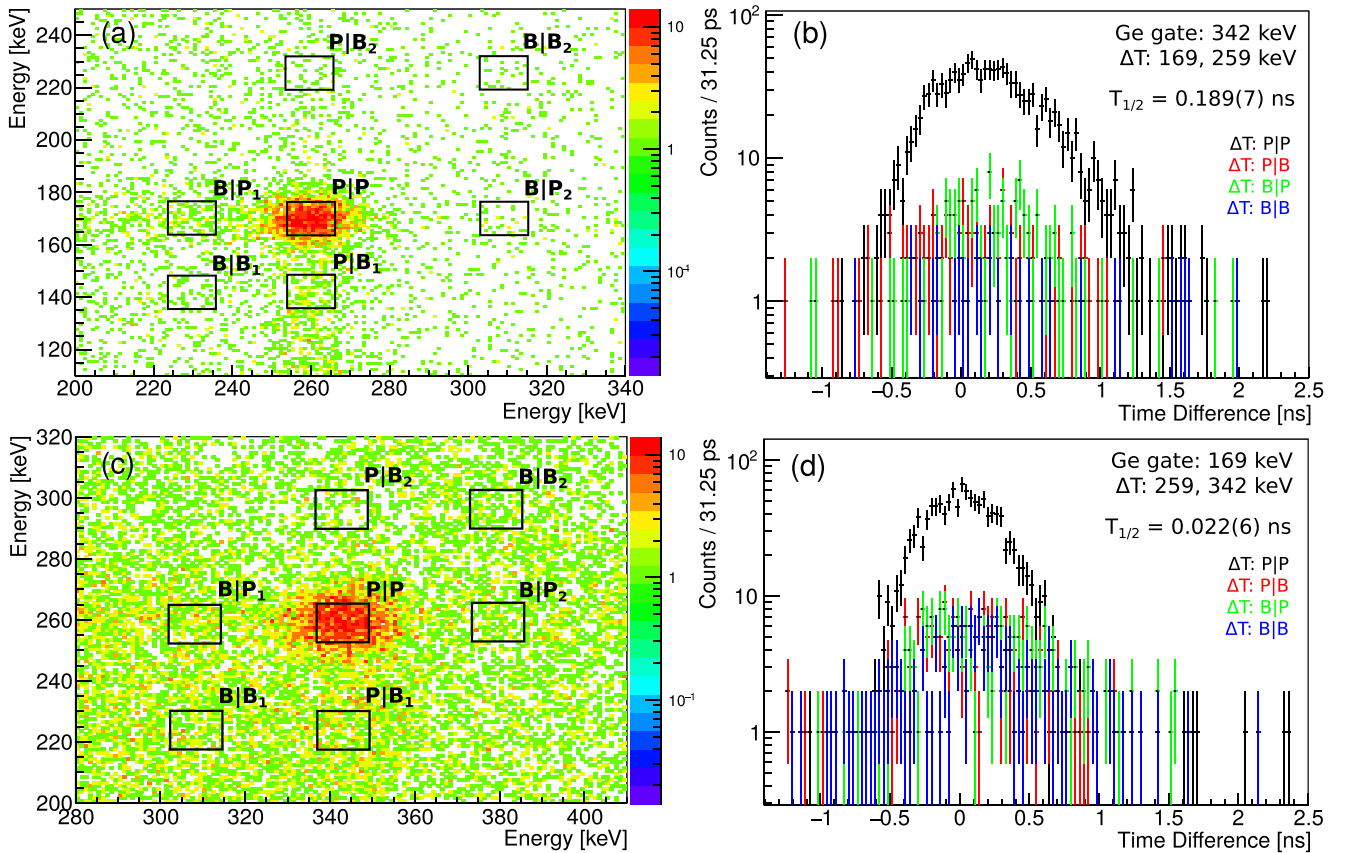 (a)
P|B2
B|B2
B|P1
P|P
B|P2
B|B1
P|B1
Energy [keV]
240
220
200
180
160
140
120
200 220 240 260 280 300 320 340
Energy [keV]
10
1
10-1
(b)
Ge gate: 342 keV
ΔT: 169, 259 keV
T1/2 = 0.189(7) ns
ΔT: P|P
ΔT: P|B
ΔT: B|P
ΔT: B|B
Counts / 31.25 ps
10²
10
1
−1 −0.5 0 0.5 1 1.5 2 2.5
Time Difference [ns]
(c)
P|B2
B|B2
B|P1
P|P
B|P2
B|B1
P|B1
Energy [keV]
320
300
280
260
240
220
200
280 300 320 340 360 380 400
Energy [keV]
10
1
10−1
(d)
Ge gate: 169 keV
ΔT: 259, 342 keV
T1/2 = 0.022(6) ns
ΔT: P|P
ΔT: P|B
ΔT: B|P
ΔT: B|B
Counts / 31.25 ps
10²
10
1
−1 −0.5 0 0.5 1 1.5 2 2.5
Time Difference [ns]